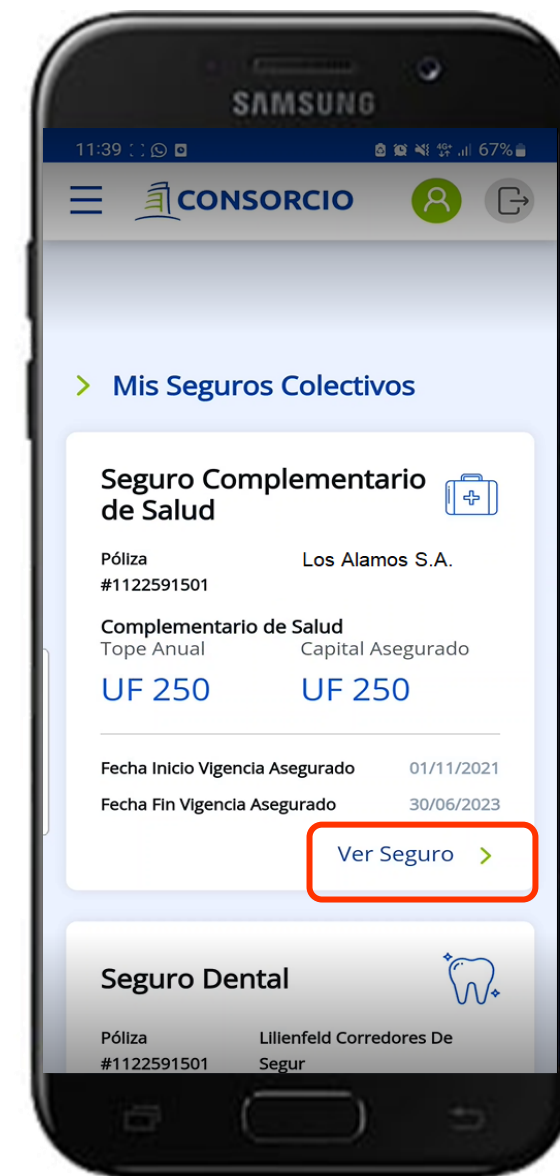 SAMSUNG
11:39 67%
CONSORCIO
Mis Seguros Colectivos
Seguro Complementario
de Salud
Póliza Los Alamos S.A.
#1122591501
Complementario de Salud
Tope Anual Capital Asegurado
UF 250 UF 250
Fecha Inicio Vigencia Asegurado 01/11/2021
Fecha Fin Vigencia Asegurado 30/06/2023
Ver Seguro
Seguro Dental
Póliza Lilienfeld Corredores De
#1122591501 Segur